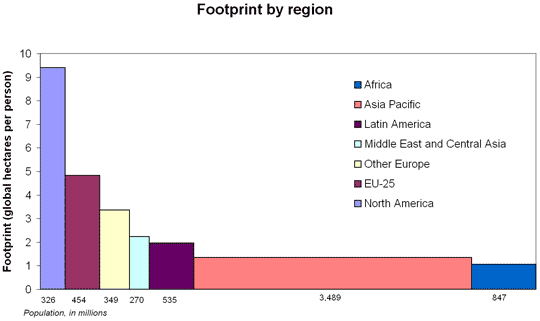 Footprint by region
Footprint (global hectares per person)
10
9
8
7
6
5
4
3
2
1
0
Africa
Asia Pacific
Latin America
Middle East and Central Asia
Other Europe
EU-25
North America
326 454 349 270 535 3,489 847
Population, in millions